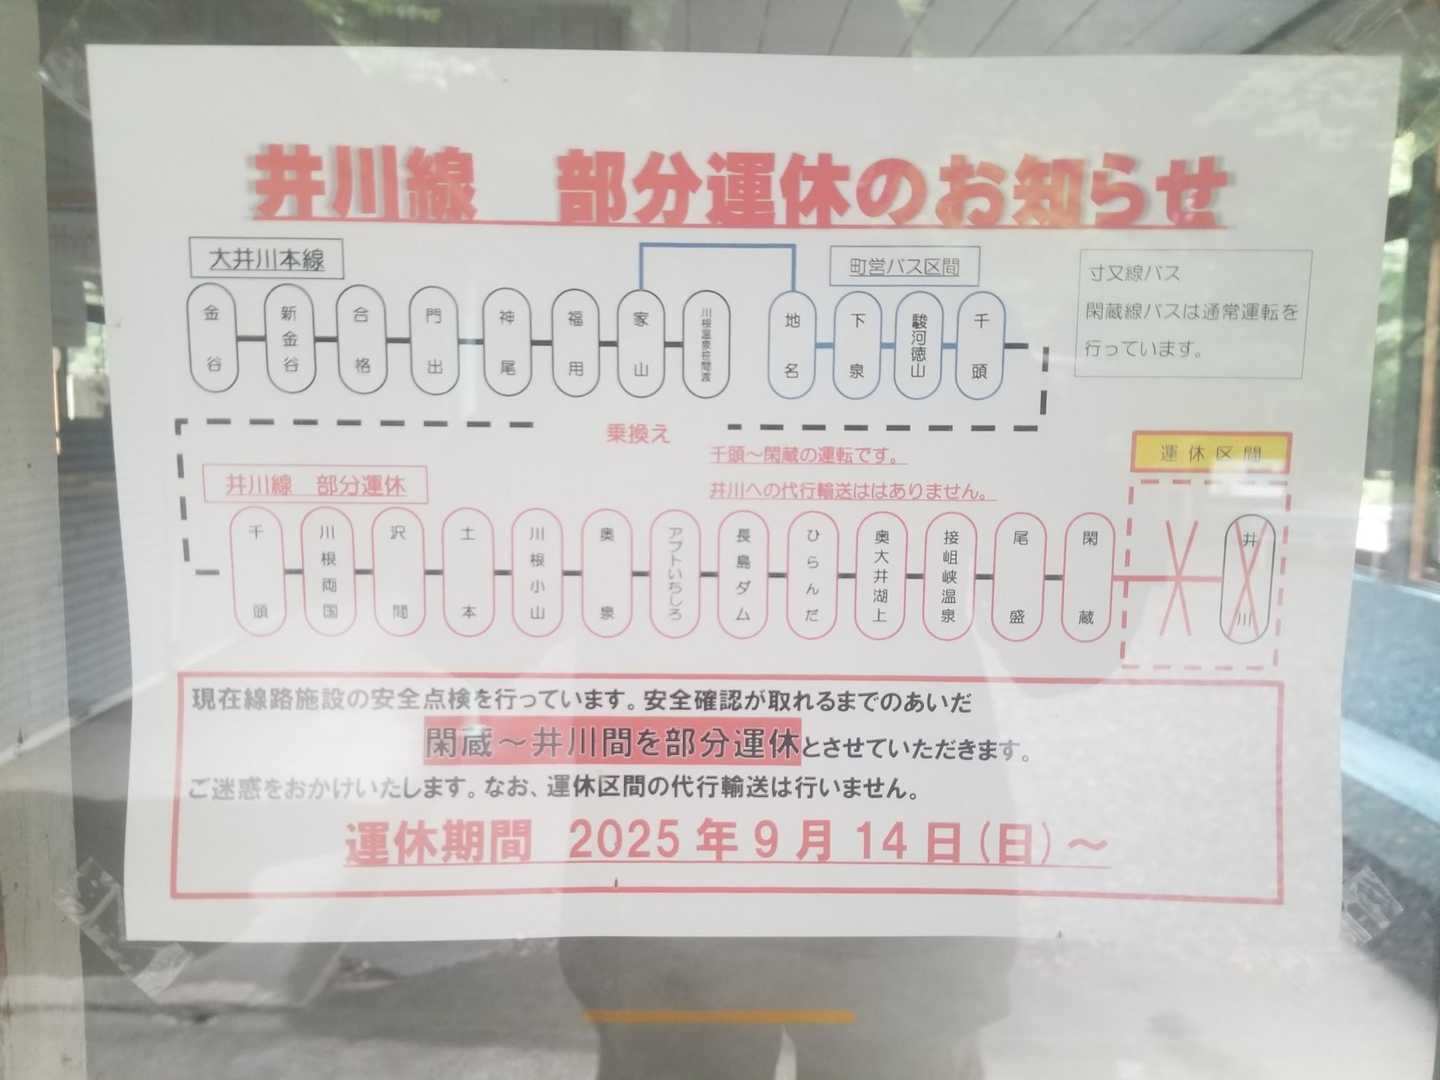 井川線　部分運休のお知らせ
大井川本線
町営バス区間
寸又線バス
閑蔵線バスは通常運転を
行っています。
金谷
新金谷
合格
門出
神尾
福用
家山
川根温泉笹間渡
地名
下泉
駿河徳山
千頭
乗換え
千頭～閑蔵の運転です。
井川への代行輸送ははありません。
運休区間
井川線　部分運休
千頭
川根両国
沢間
土本
川根小山
奥泉
アプトいちしろ
長島ダム
ひらんだ
奥大井湖上
接岨峡温泉
尾盛
閑蔵
井川
現在線路施設の安全点検を行っています。安全確認が取れるまでのあいだ
閑蔵～井川間を部分運休とさせていただきます。
ご迷惑をおかけいたします。なお、運休区間の代行輸送は行いません。
運休期間　2025年9月14日(日)～